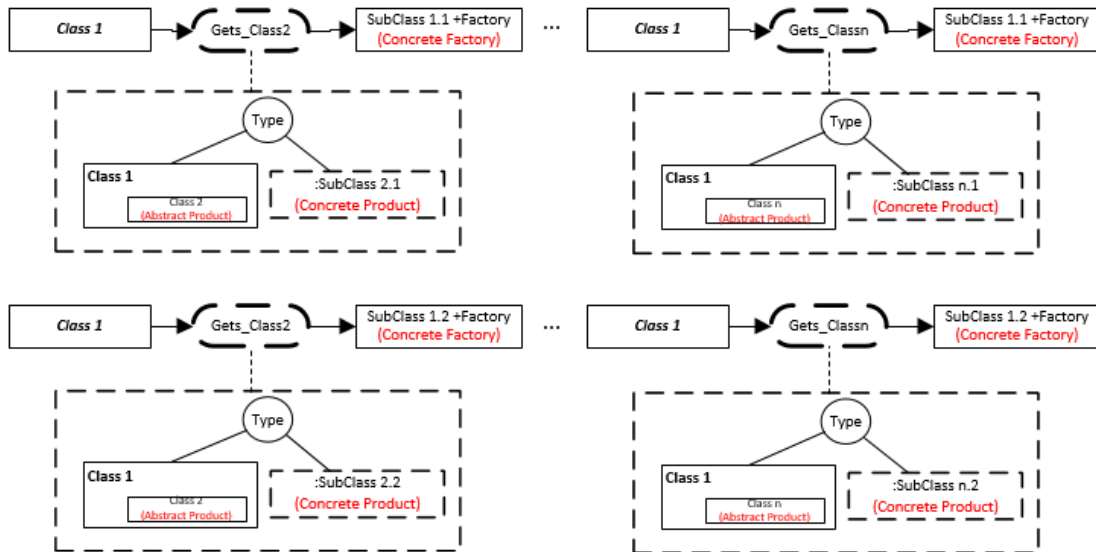 Class 1
Gets_Class2
SubClass 1.1 +Factory
(Concrete Factory)
...
Class 1
Gets_Classn
SubClass 1.1 +Factory
(Concrete Factory)
Type
Class 1
Class 2
(Abstract Product)
:SubClass 2.1
(Concrete Product)
Type
Class 1
Class n
(Abstract Product)
:SubClass n.1
(Concrete Product)
Class 1
Gets_Class2
SubClass 1.2 +Factory
(Concrete Factory)
...
Class 1
Gets_Classn
SubClass 1.2 +Factory
(Concrete Factory)
Type
Class 1
Class 2
(Abstract Product)
:SubClass 2.2
(Concrete Product)
Type
Class 1
Class n
(Abstract Product)
:SubClass n.2
(Concrete Product)